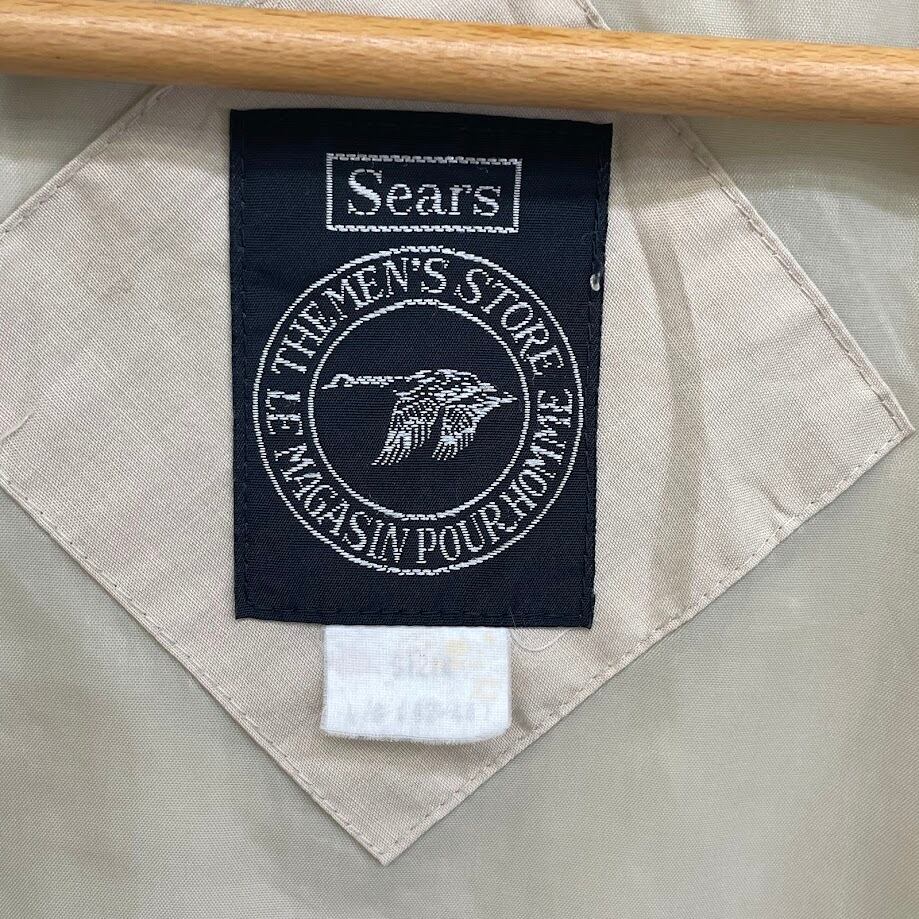 Sears
THE MEN'S STORE
LE MAGASIN POUR HOMME